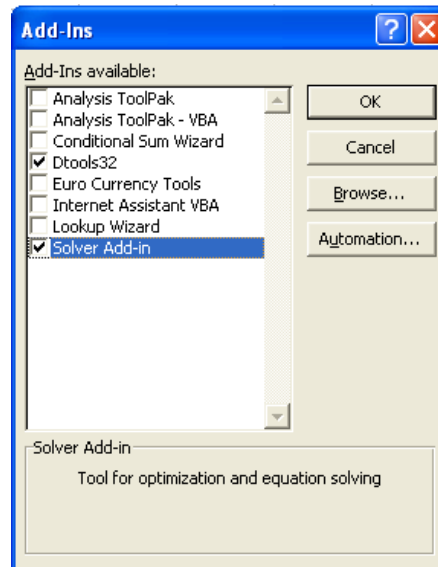 Add-Ins
Add-Ins available:
Analysis ToolPak
Analysis ToolPak - VBA
Conditional Sum Wizard
Dtools32
Euro Currency Tools
Internet Assistant VBA
Lookup Wizard
Solver Add-in
OK
Cancel
Browse...
Automation...
Solver Add-in
Tool for optimization and equation solving